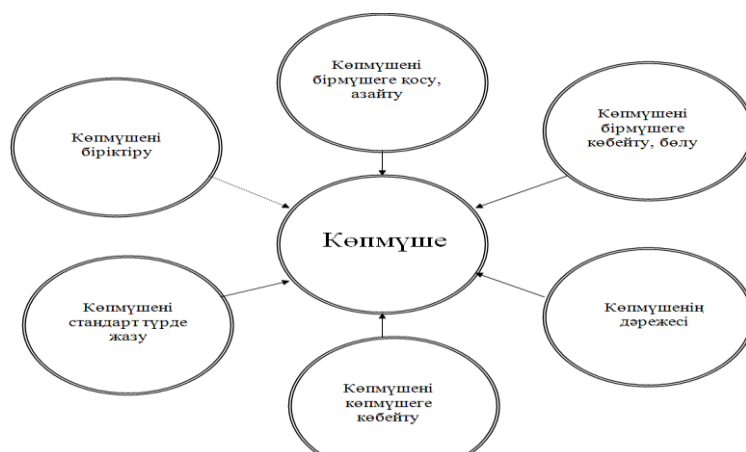 Көпмүшені
бірмүшеге қосу,
азайту
Көпмүшені
біріктіру
Көпмүшені
бірмүшеге
көбейту, бөлу
Көпмүше
Көпмүшені
стандарт түрде
жазу
Көпмүшенің
дәрежесі
Көпмүшені
көпмүшеге
көбейту